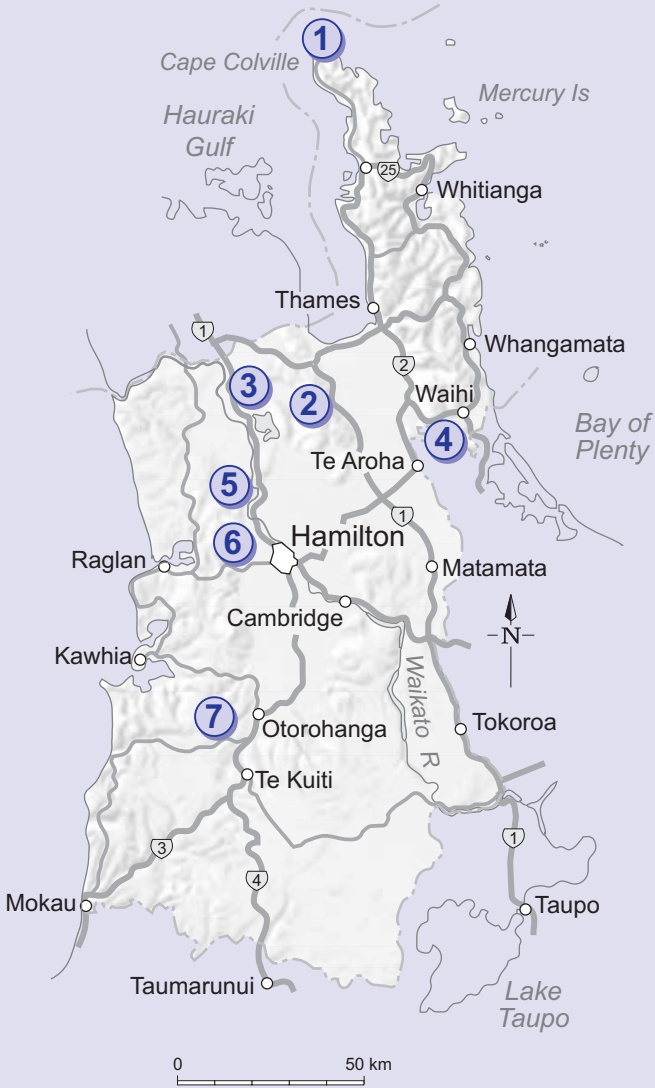 1
Cape Colville
Mercury Is
Hauraki
Gulf
25
Whitianga
Thames
1
Whangamata
2
3
2
Waihi
4
Bay of
Plenty
Te Aroha
5
1
6
Hamilton
Raglan
Matamata
Cambridge
N
Kawhia
Waikato R
7
Otorohanga
Tokoroa
Te Kuiti
3
1
4
Mokau
Taupo
Taumarunui
Lake
Taupo
0
50 km